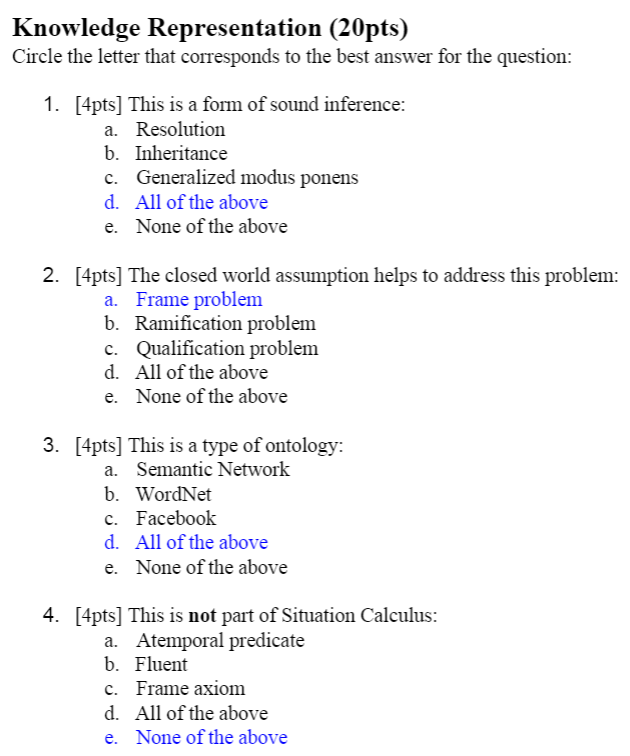 Knowledge Representation (20pts)
Circle the letter that corresponds to the best answer for the question:
1. [4pts] This is a form of sound inference:
a. Resolution
b. Inheritance
c. Generalized modus ponens
d. All of the above
e. None of the above
2. [4pts] The closed world assumption helps to address this problem:
a. Frame problem
b. Ramification problem
c. Qualification problem
d. All of the above
e. None of the above
3. [4pts] This is a type of ontology:
a. Semantic Network
b. WordNet
c. Facebook
d. All of the above
e. None of the above
4. [4pts] This is not part of Situation Calculus:
a. Atemporal predicate
b. Fluent
c. Frame axiom
d. All of the above
e. None of the above